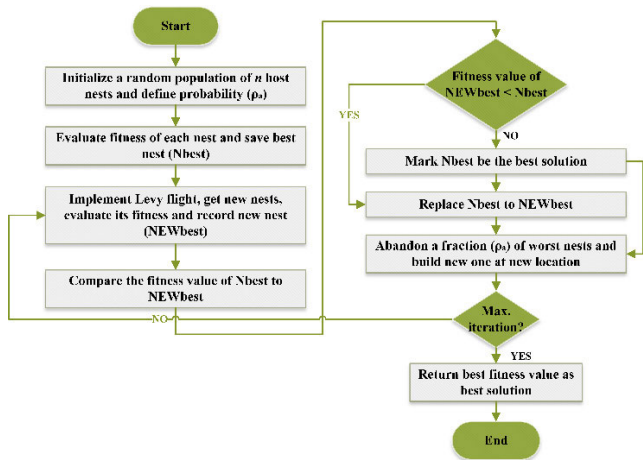 Start
Initialize a random population of n host
nests and define probability (ρₐ)
Evaluate fitness of each nest and save best
nest (Nbest)
Implement Levy flight, get new nests,
evaluate its fitness and record new nest
(NEWbest)
Compare the fitness value of Nbest to
NEWbest
Fitness value of
NEWbest < Nbest
YES
NO
Mark Nbest be the best solution
Replace Nbest to NEWbest
Abandon a fraction (ρₐ) of worst nests and
build new one at new location
Max.
iteration?
NO
YES
Return best fitness value as
best solution
End